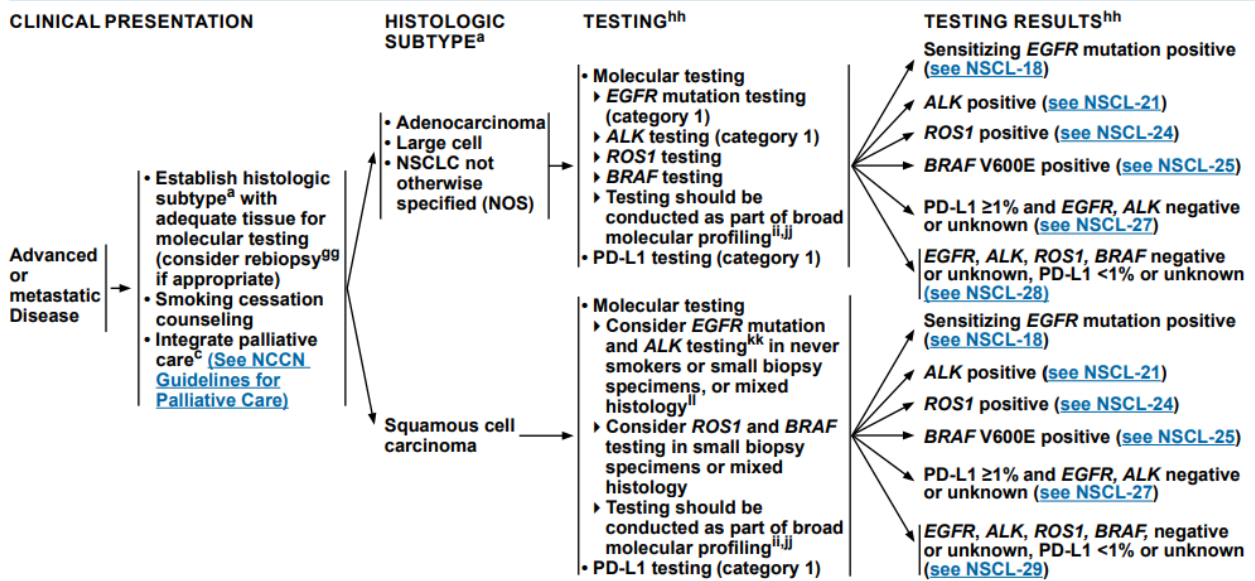 CLINICAL PRESENTATION
HISTOLOGIC
SUBTYPEa
TESTINGhh
TESTING RESULTShh
Advanced
or
metastatic
Disease
• Establish histologic
subtypea with
adequate tissue for
molecular testing
(consider rebiopsygg
if appropriate)
• Smoking cessation
counseling
• Integrate palliative
carec (See NCCN
Guidelines for
Palliative Care)
• Adenocarcinoma
• Large cell
• NSCLC not
otherwise
specified (NOS)
• Molecular testing
EGFR mutation testing
(category 1)
ALK testing (category 1)
ROS1 testing
BRAF testing
Testing should be
conducted as part of broad
molecular profilingii,jj
• PD-L1 testing (category 1)
Sensitizing EGFR mutation positive
(see NSCL-18)
ALK positive (see NSCL-21)
ROS1 positive (see NSCL-24)
BRAF V600E positive (see NSCL-25)
PD-L1 ≥1% and EGFR, ALK negative
or unknown (see NSCL-27)
EGFR, ALK, ROS1, BRAF negative
or unknown, PD-L1 <1% or unknown
(see NSCL-28)
Squamous cell
carcinoma
• Molecular testing
Consider EGFR mutation
and ALK testingkk in never
smokers or small biopsy
specimens, or mixed
histologyll
Consider ROS1 and BRAF
testing in small biopsy
specimens or mixed
histology
Testing should be
conducted as part of broad
molecular profilingii,jj
• PD-L1 testing (category 1)
Sensitizing EGFR mutation positive
(see NSCL-18)
ALK positive (see NSCL-21)
ROS1 positive (see NSCL-24)
BRAF V600E positive (see NSCL-25)
PD-L1 ≥1% and EGFR, ALK negative
or unknown (see NSCL-27)
EGFR, ALK, ROS1, BRAF, negative
or unknown, PD-L1 <1% or unknown
(see NSCL-29)